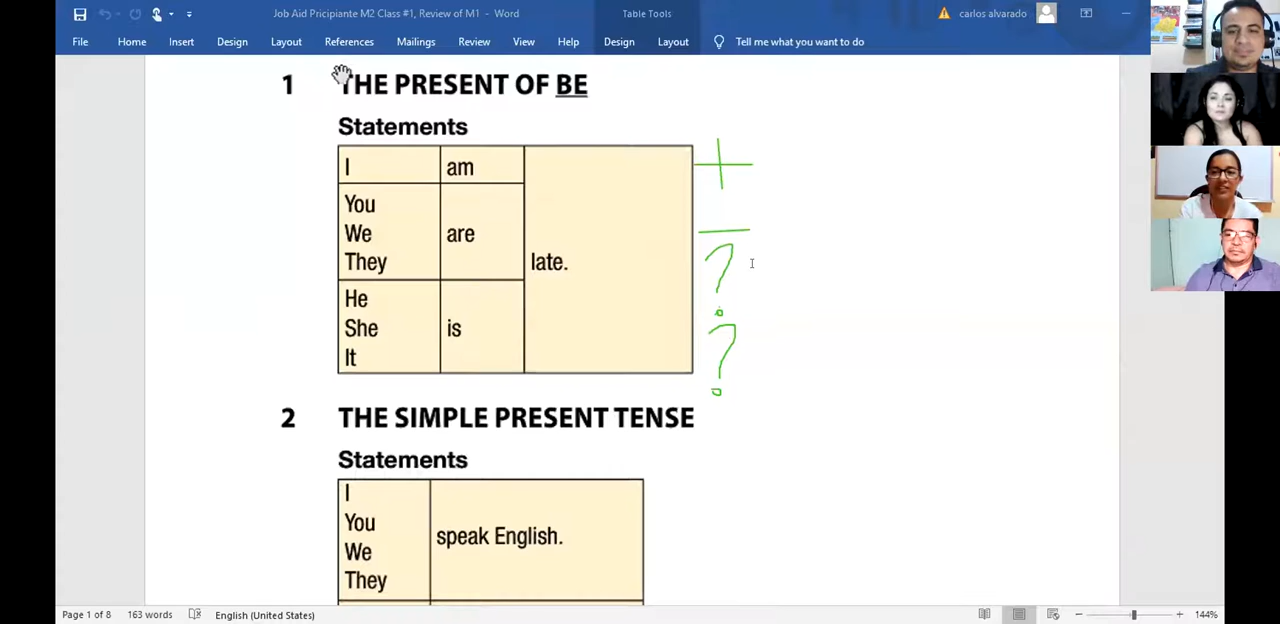 Job Aid Pricipiante M2 Class #1, Review of M1 - Word
Table Tools
carlos alvarado
File Home Insert Design Layout References Mailings Review View Help Design Layout Tell me what you want to do
1 THE PRESENT OF BE
Statements
I am
You
We are
They
late.
He
She is
It
+
−
?
?
2 THE SIMPLE PRESENT TENSE
Statements
I
You
speak English.
We
They
Page 1 of 8 163 words English (United States) 144%